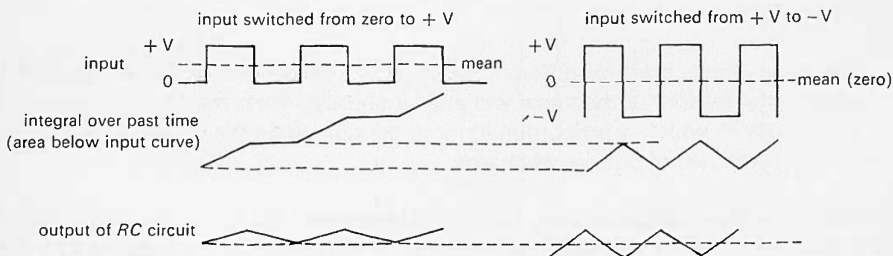 input switched from zero to + V
input switched from + V to – V
+ V
input
mean
0
+ V
0
mean (zero)
– V
integral over past time
(area below input curve)
output of RC circuit